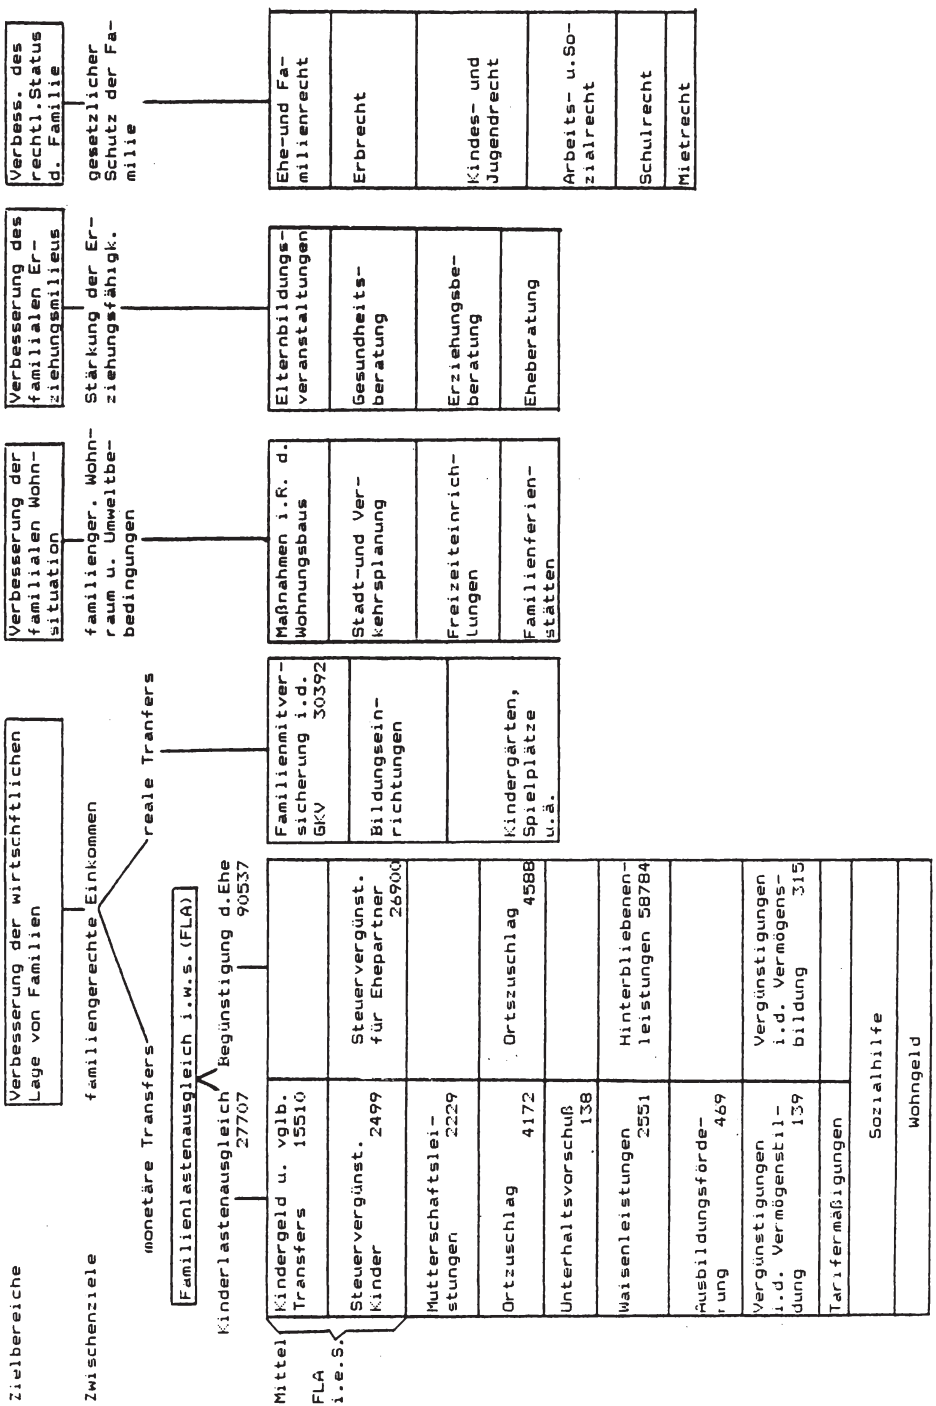 Zielbereiche
Verbesserung der wirtschftlichen
Lage von Familien
Verbesserung der
familialen Wohn-
situation
Verbesserung des
familialen Er-
ziehungsmilieus
Verbess. des
rechtl.Status
d. Familie
Zwischenziele
familiengerechte Einkommen
familienger. Wohn-
raum u. Umweltbe-
bedingungen
Stärkung der Er-
ziehungsfähigk.
gesetzlicher
Schutz der Fa-
milie
monetäre Transfers
reale Tranfers
Familienlastenausgleich i.w.s.(FLA)
Kinderlastenausgleich
27707
Begünstigung d.Ehe
90537
Mittel
FLA
i.e.S.
Kindergeld u. vglb.
Transfers 15510
Steuervergünst.
Kinder 2499
Mutterschaftslei-
stungen 2229
Ortzuschlag
4172
Unterhaltsvorschuß
138
Waisenleistungen
2551
Ausbildungsförde-
rung 469
Vergünstigungen
i.d. Vermögenstil-
dung 139
Tarifermäßigungen
Steuervergünst.
für Ehepartner
26900
Ortszuschlag
4588
Hinterbliebenen-
leistungen 58784
Vergünstigungen
i.d. Vermögens-
bildung 315
Sozialhilfe
Wohngeld
Familienmitver-
sicherung i.d.
GKV 30392
Bildungsein-
richtungen
Kindergärten,
Spielplätze
u.ä.
Maßnahmen i.R. d.
Wohnungsbaus
Stadt-und Ver-
kehrsplanung
Freizeiteinrich-
tungen
Familienferien-
stätten
Elternbildungs-
veranstaltungen
Gesundheits-
beratung
Erziehungsbe-
beratung
Eheberatung
Ehe-und Fa-
milienrecht
Erbrecht
Kindes- und
Jugendrecht
Arbeits- u.So-
zialrecht
Schulrecht
Mietrecht